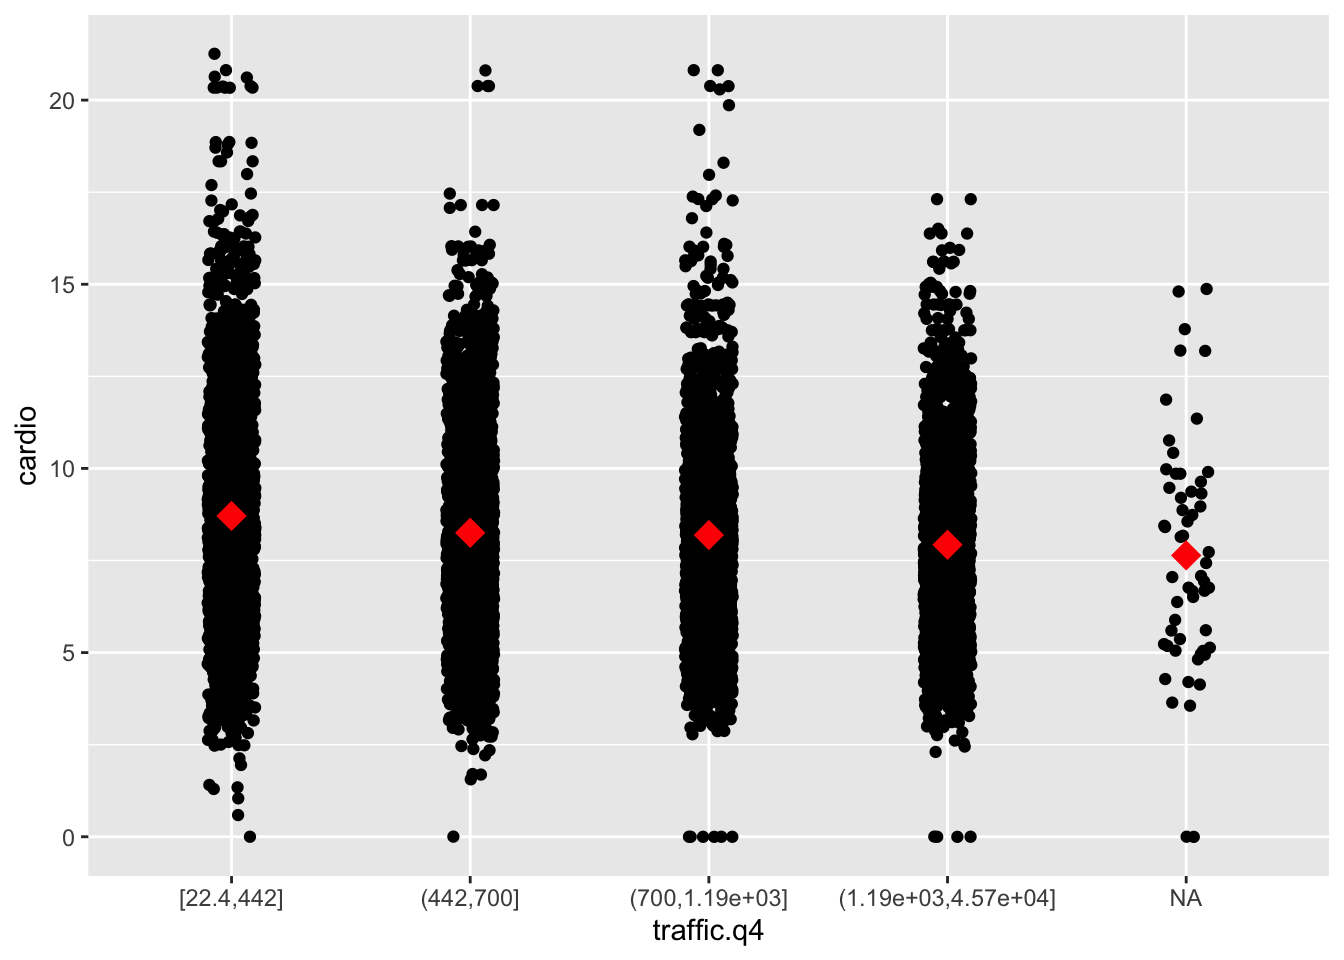 20
15
10
5
0
cardio
[22.4,442]
(442,700]
(700,1.19e+03]
(1.19e+03,4.57e+04]
NA
traffic.q4